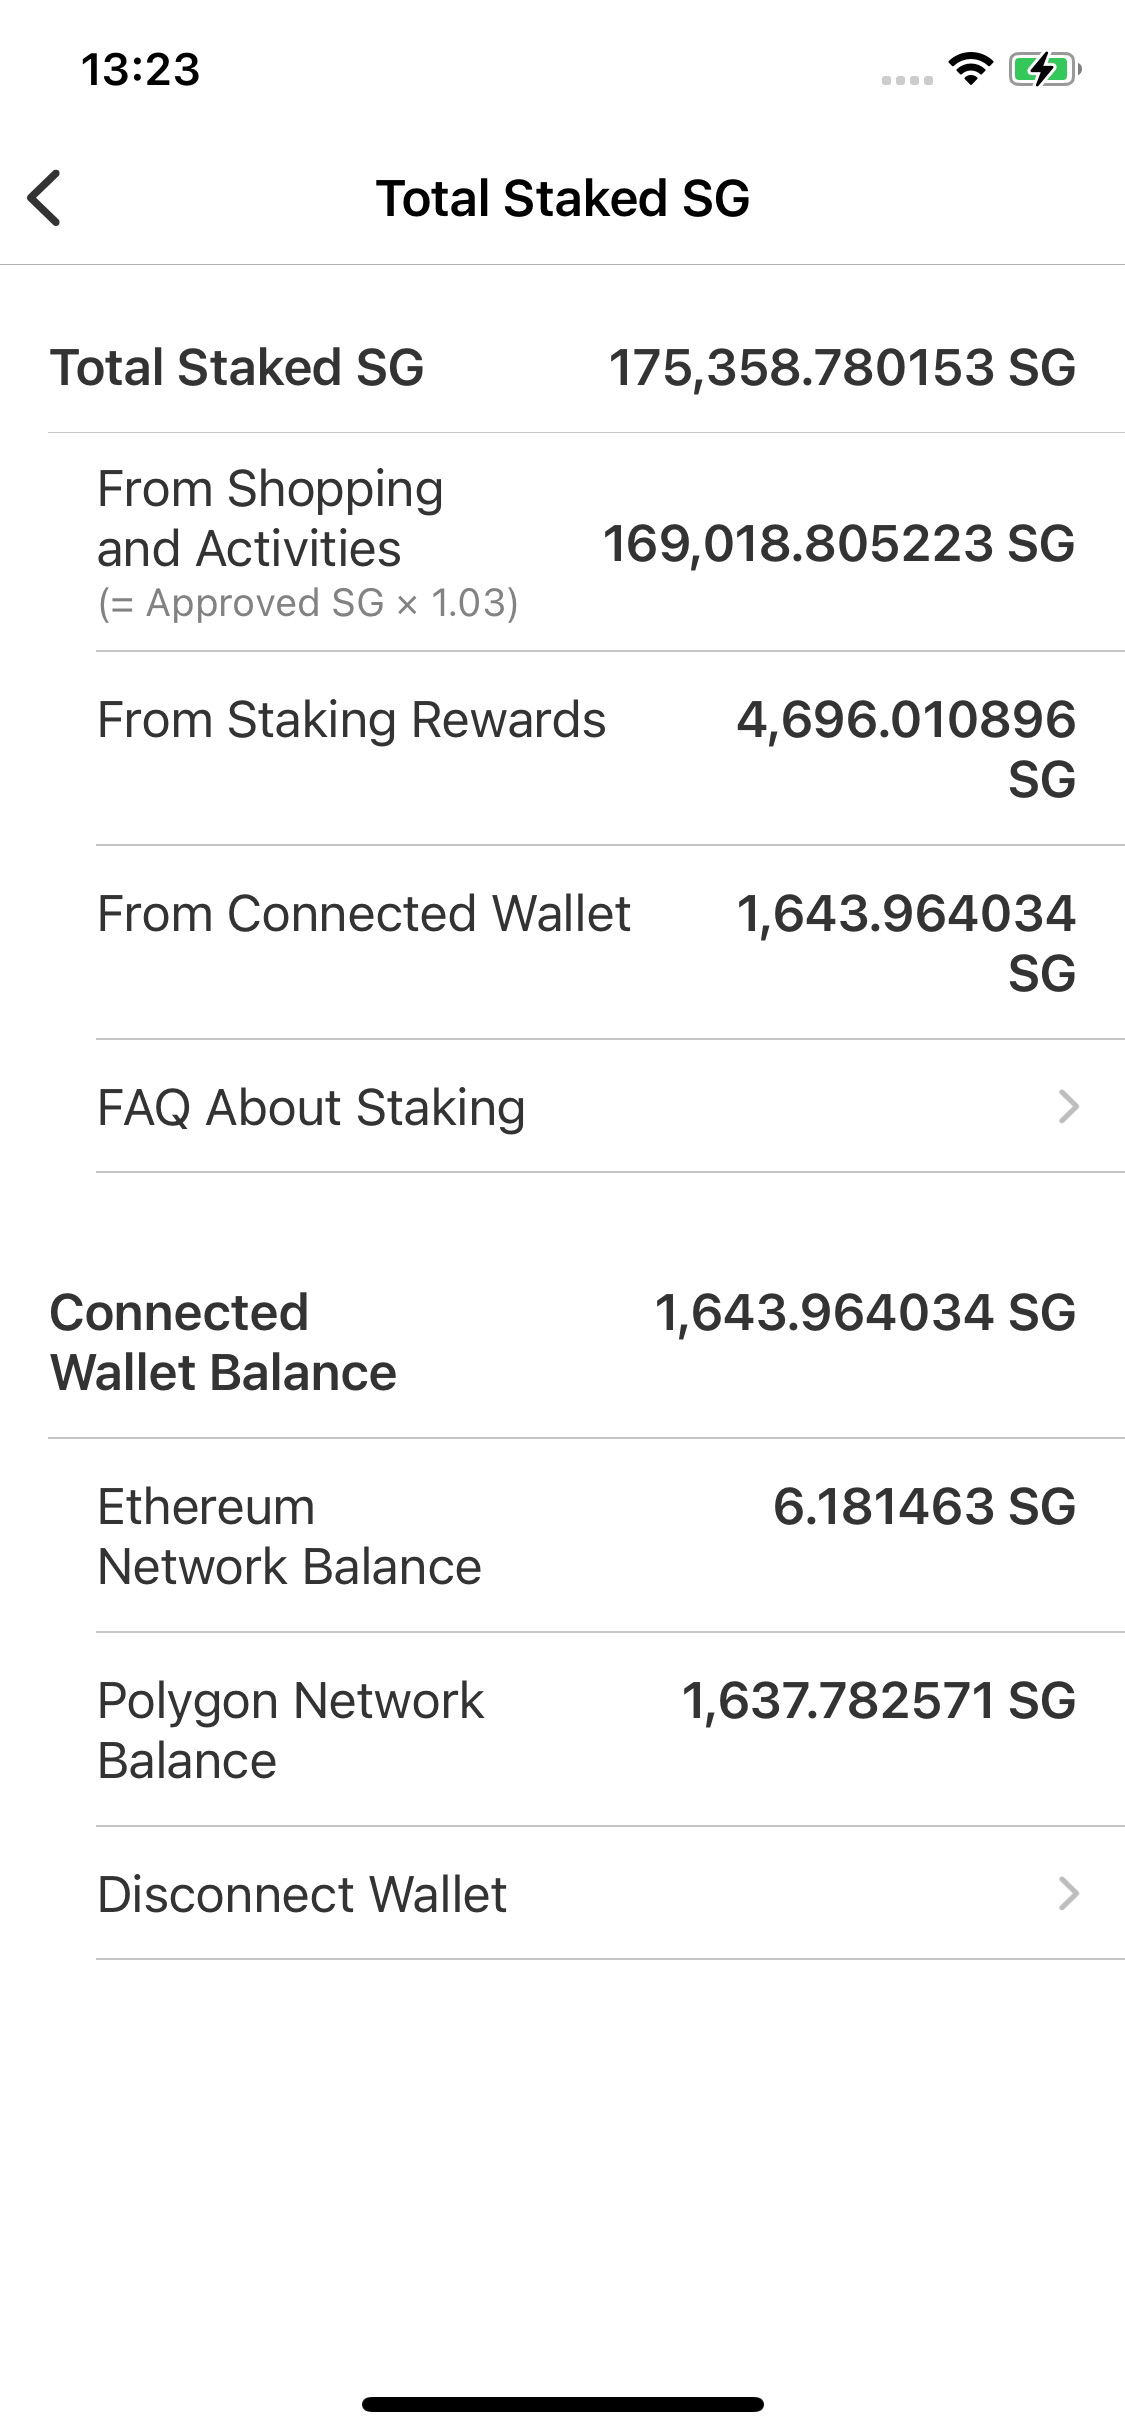 13:23
Total Staked SG
Total Staked SG 175,358.780153 SG
From Shopping
and Activities 169,018.805223 SG
(= Approved SG × 1.03)
From Staking Rewards 4,696.010896
SG
From Connected Wallet 1,643.964034
SG
FAQ About Staking
Connected 1,643.964034 SG
Wallet Balance
Ethereum 6.181463 SG
Network Balance
Polygon Network 1,637.782571 SG
Balance
Disconnect Wallet